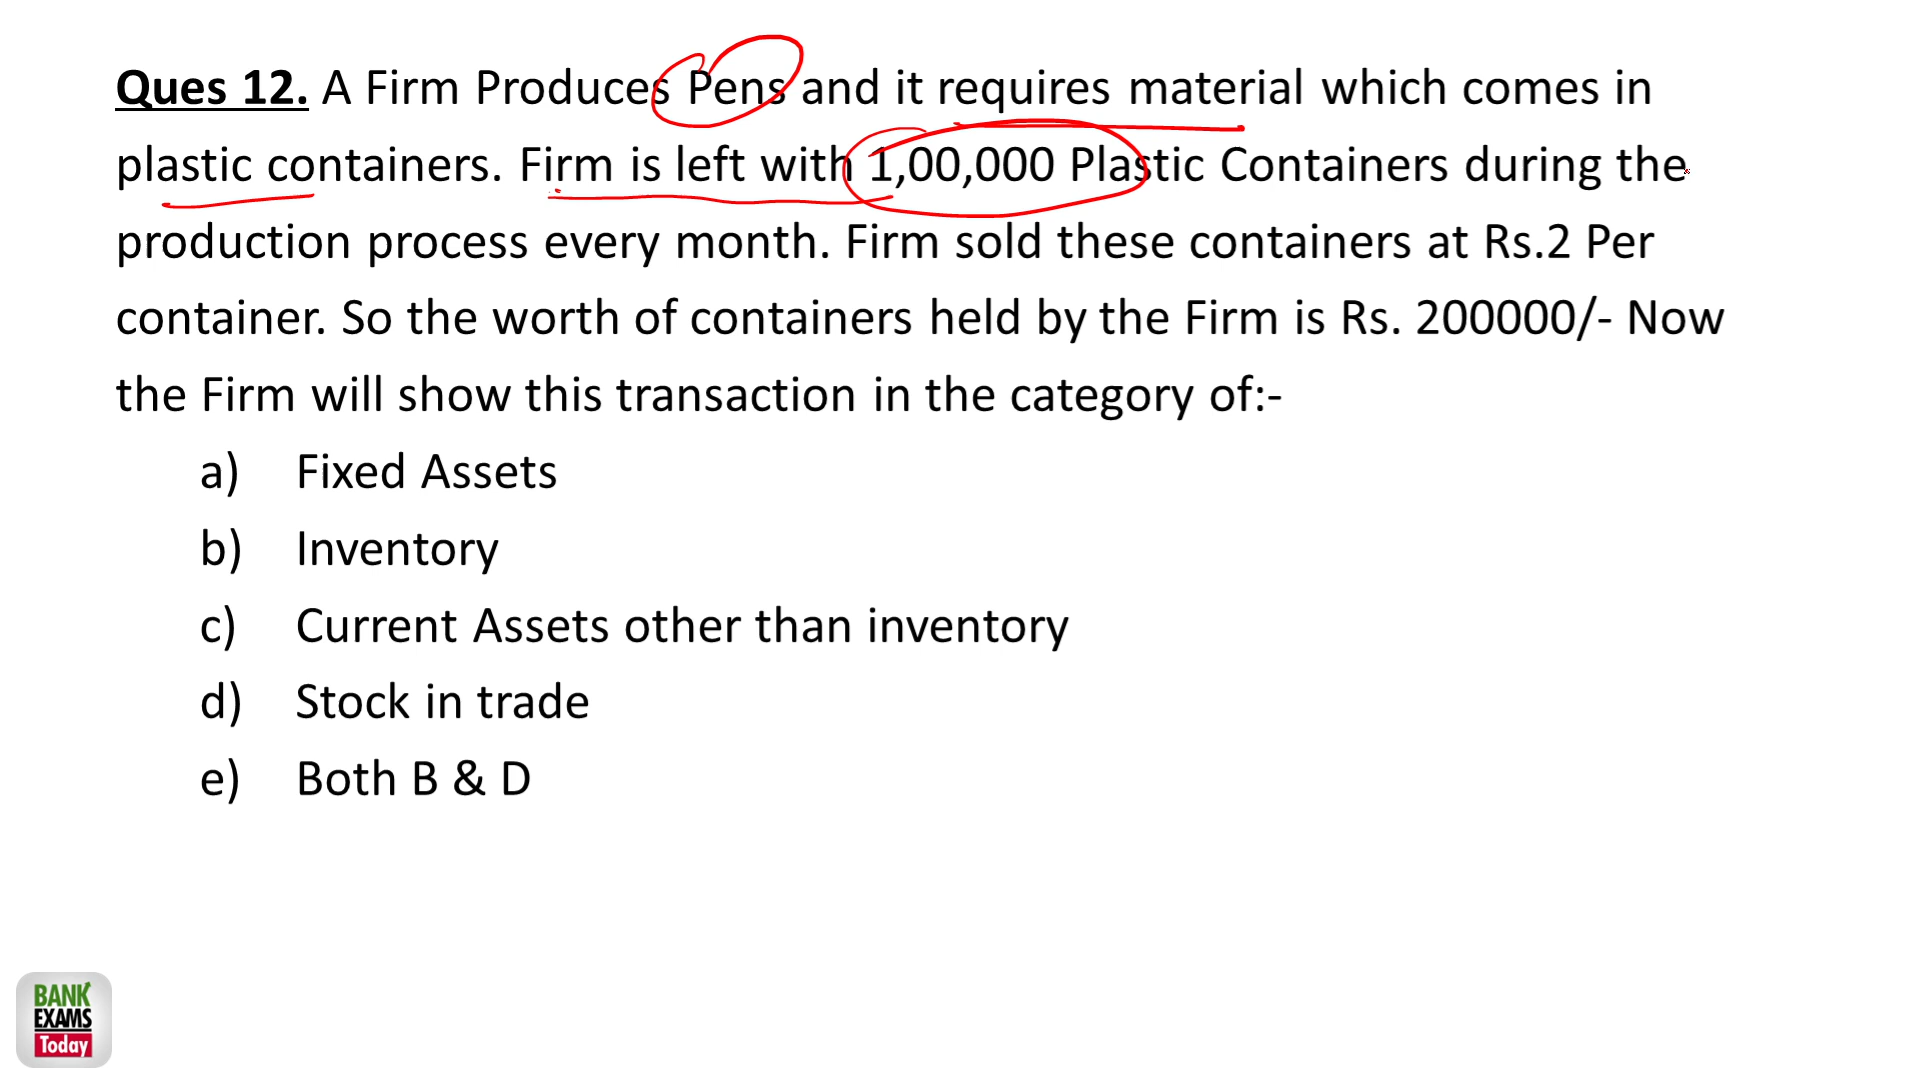 Ques 12. A Firm Produces Pens and it requires material which comes in
plastic containers. Firm is left with 1,00,000 Plastic Containers during the
production process every month. Firm sold these containers at Rs.2 Per
container. So the worth of containers held by the Firm is Rs. 200000/- Now
the Firm will show this transaction in the category of:-
a) Fixed Assets
b) Inventory
c) Current Assets other than inventory
d) Stock in trade
e) Both B & D
BANK
EXAMS
Today